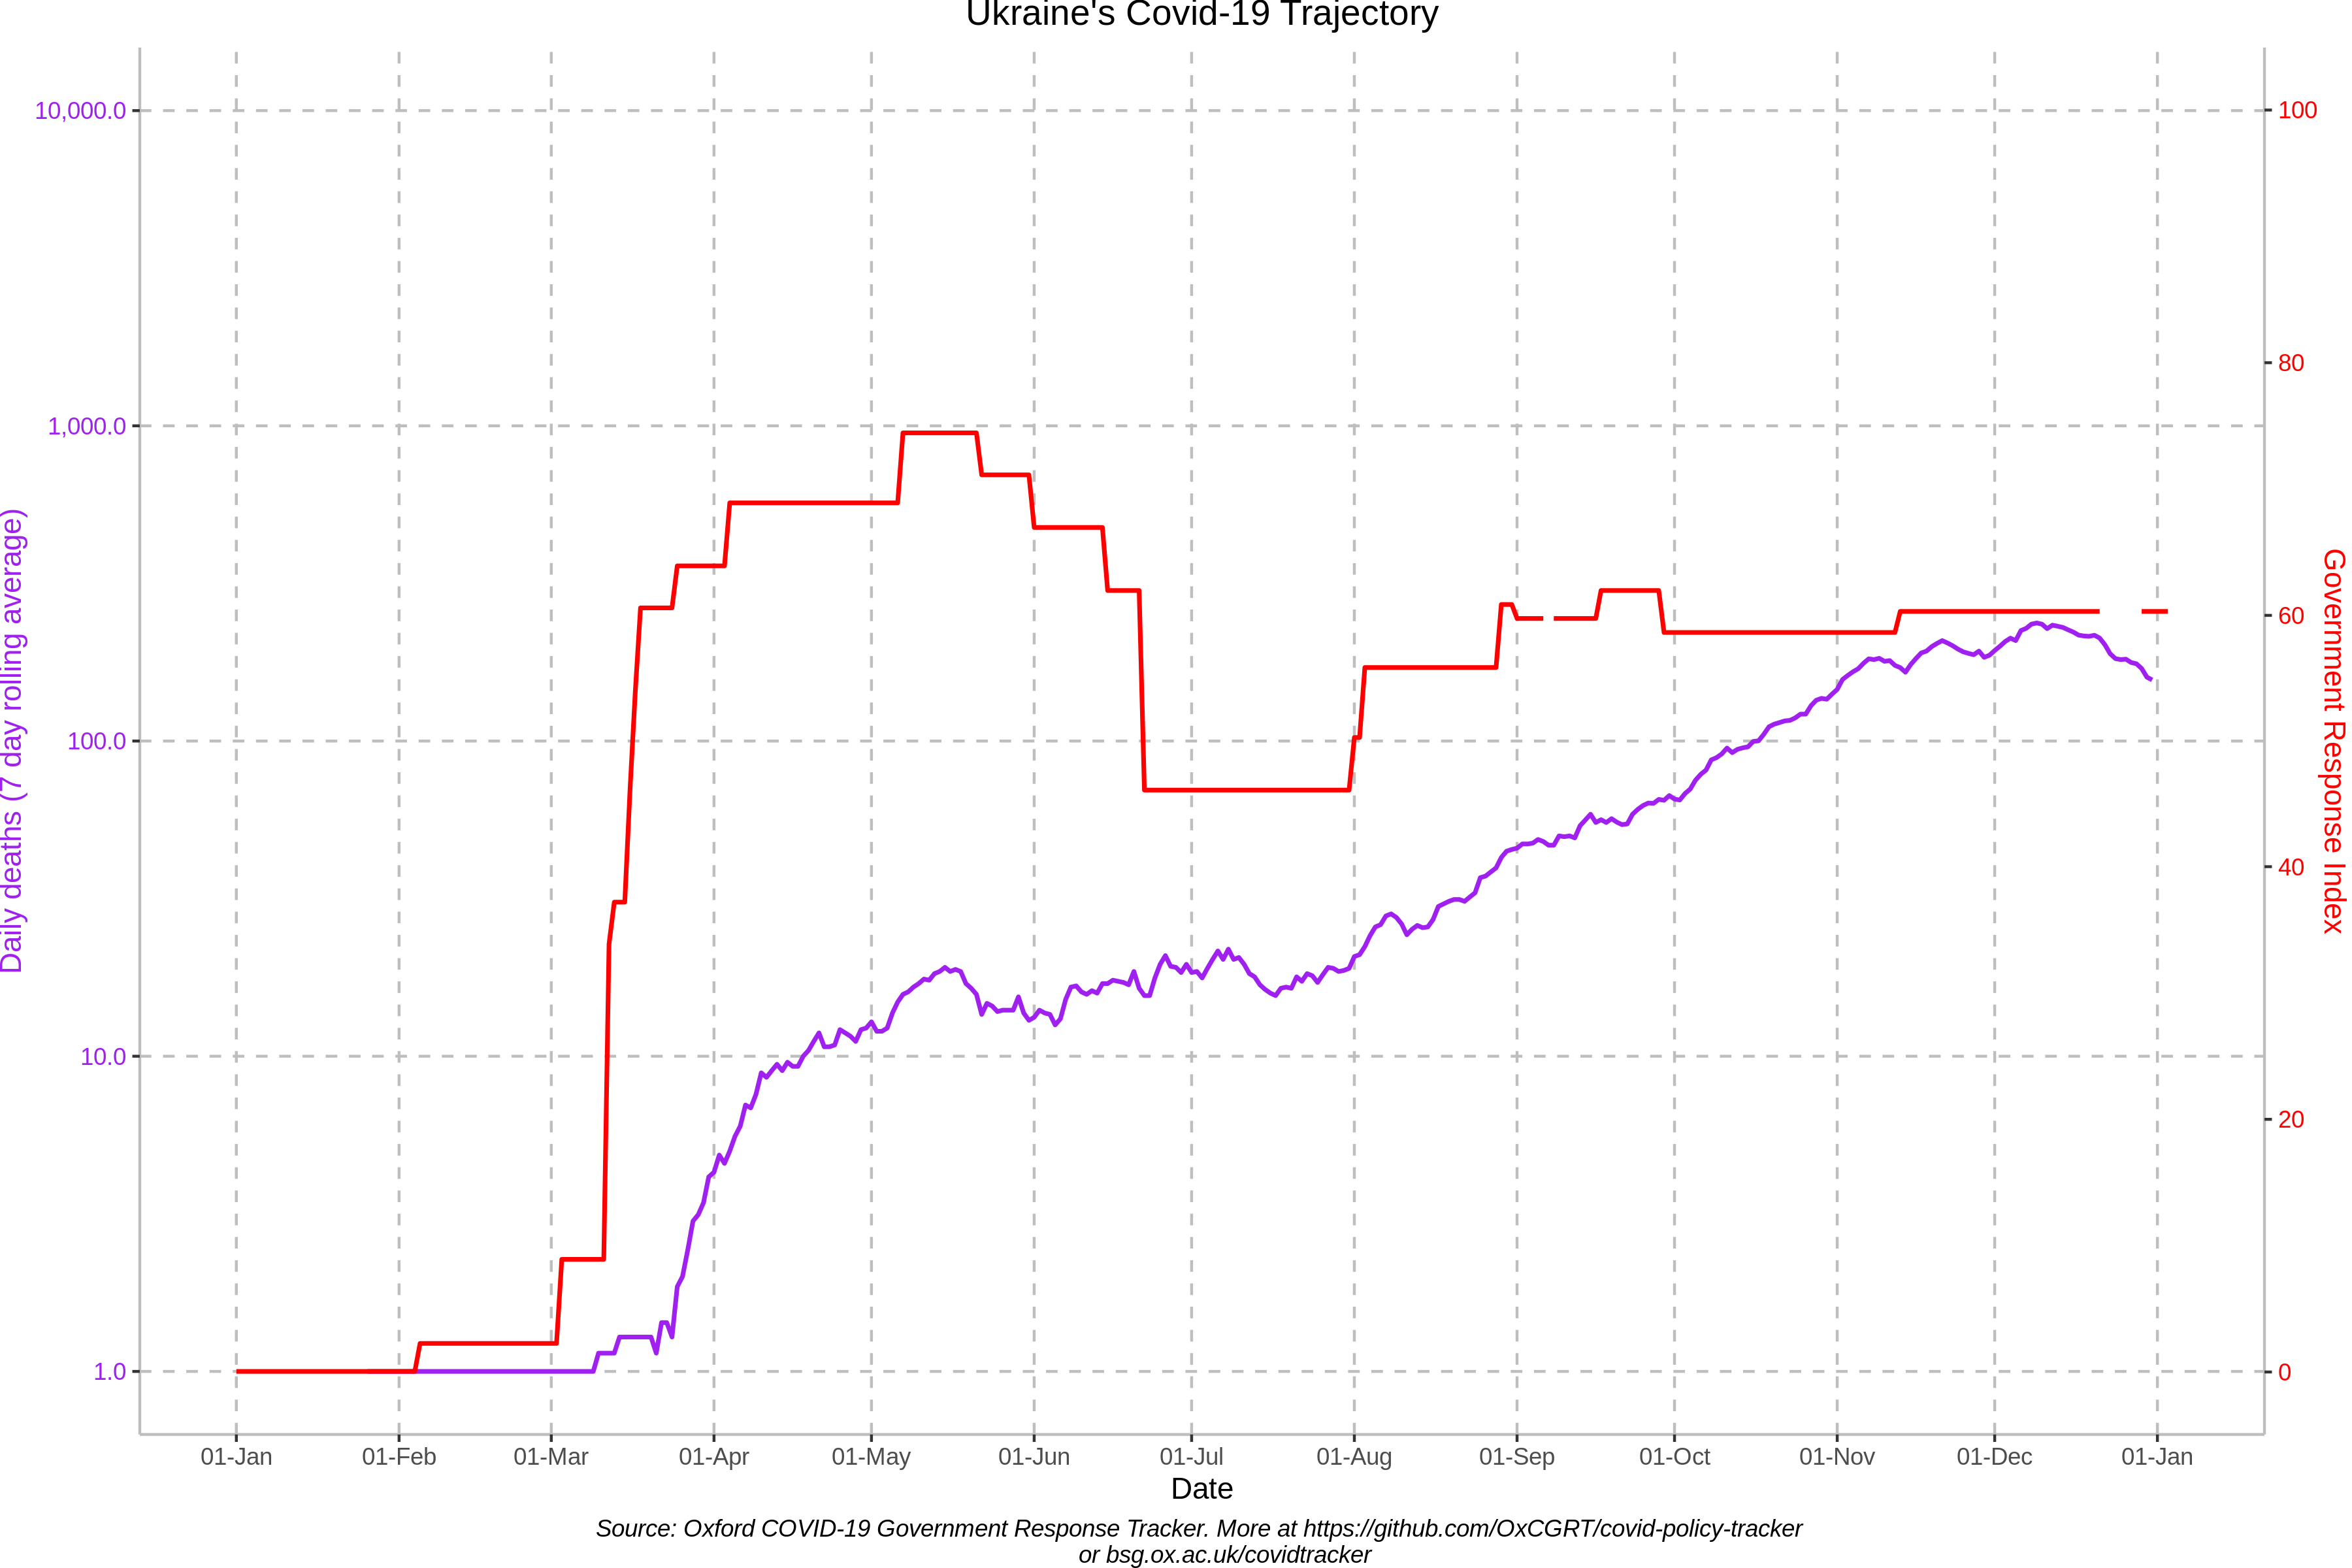 Ukraine's Covid-19 Trajectory
10,000.0
1,000.0
100.0
10.0
1.0
Daily deaths (7 day rolling average)
100
80
60
40
20
0
Government Response Index
01-Jan 01-Feb 01-Mar 01-Apr 01-May 01-Jun 01-Jul 01-Aug 01-Sep 01-Oct 01-Nov 01-Dec 01-Jan
Date
Source: Oxford COVID-19 Government Response Tracker. More at https://github.com/OxCGRT/covid-policy-tracker
or bsg.ox.ac.uk/covidtracker